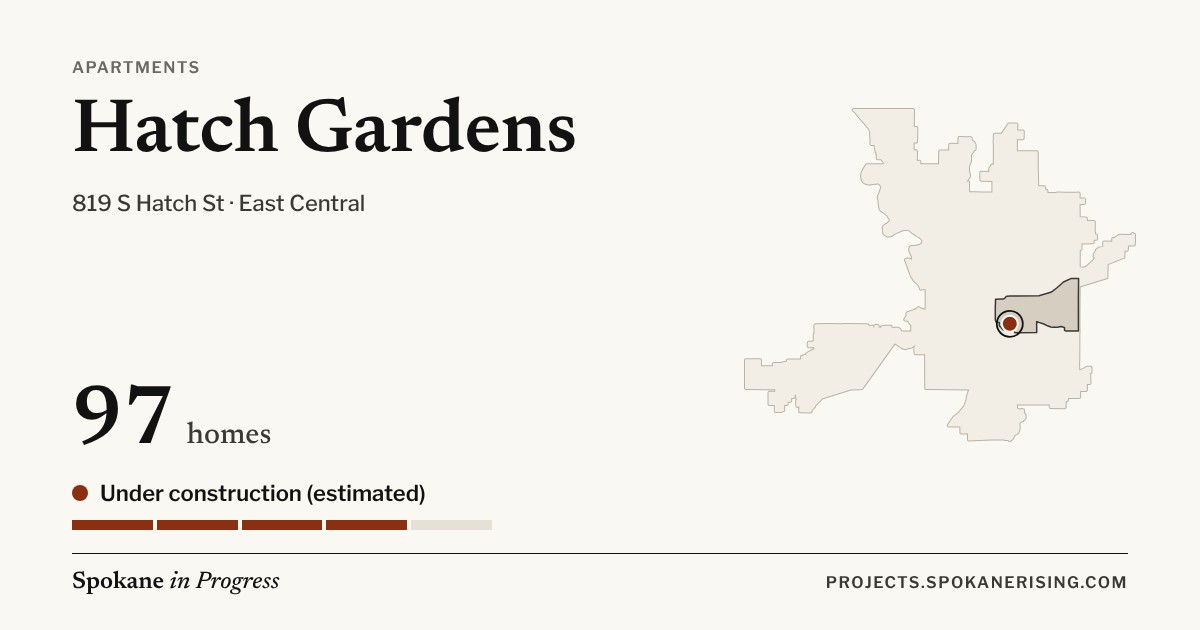 APARTMENTS
Hatch Gardens
819 S Hatch St · East Central
97 homes
Under construction (estimated)
Spokane in Progress
PROJECTS.SPOKANERISING.COM